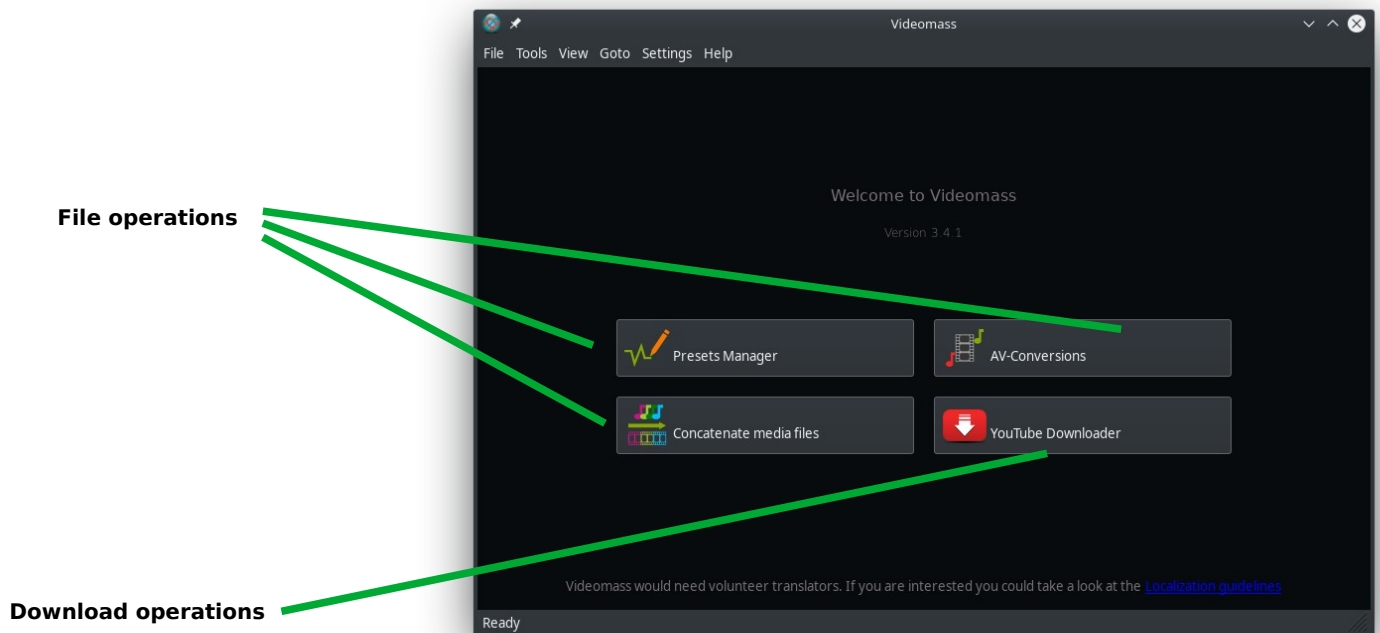 Videomass
File Tools View Goto Settings Help
Welcome to Videomass
File operations
Version 3.4.1
Presets Manager
AV-Conversions
Concatenate media files
YouTube Downloader
Videomass would need volunteer translators. If you are interested you could take a look at the Localization guidelines
Download operations
Ready